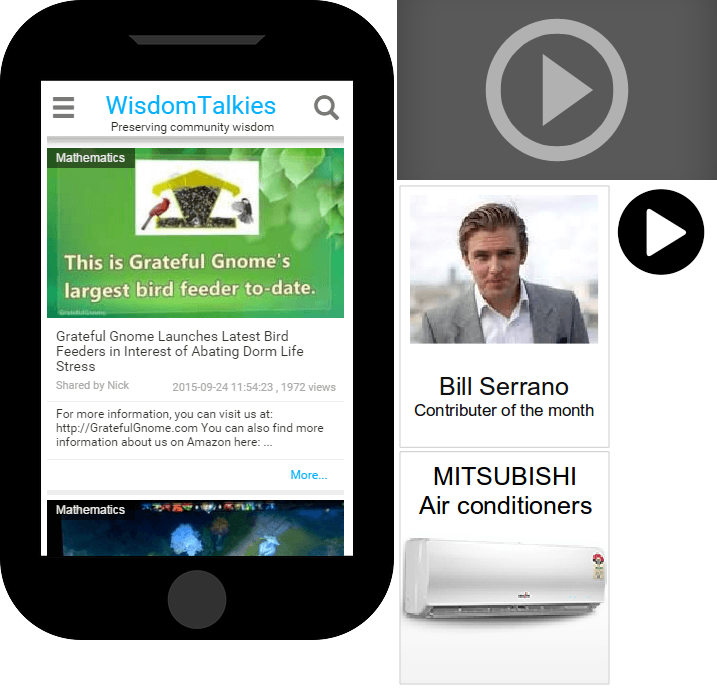 WisdomTalkies
Preserving community wisdom
Mathematics
This is Grateful Gnome's
largest bird feeder to-date.
GratefulGnome
Grateful Gnome Launches Latest Bird
Feeders in Interest of Abating Dorm Life
Stress
Shared by Nick
2015-09-24 11:54:23 , 1972 views
For more information, you can visit us at:
http://GratefulGnome.com You can also find more
information about us on Amazon here: ...
More...
Mathematics
Bill Serrano
Contributer of the month
MITSUBISHI
Air conditioners